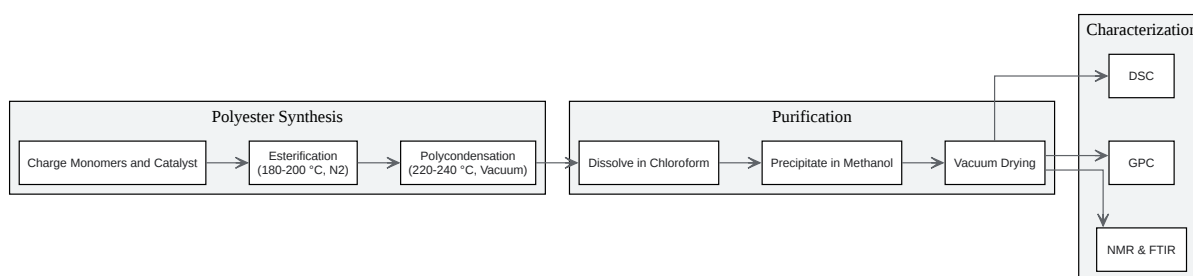 Polyester Synthesis
Charge Monomers and Catalyst
Esterification
(180-200 °C, N2)
Polycondensation
(220-240 °C, Vacuum)
Purification
Dissolve in Chloroform
Precipitate in Methanol
Vacuum Drying
Characterization
DSC
GPC
NMR & FTIR